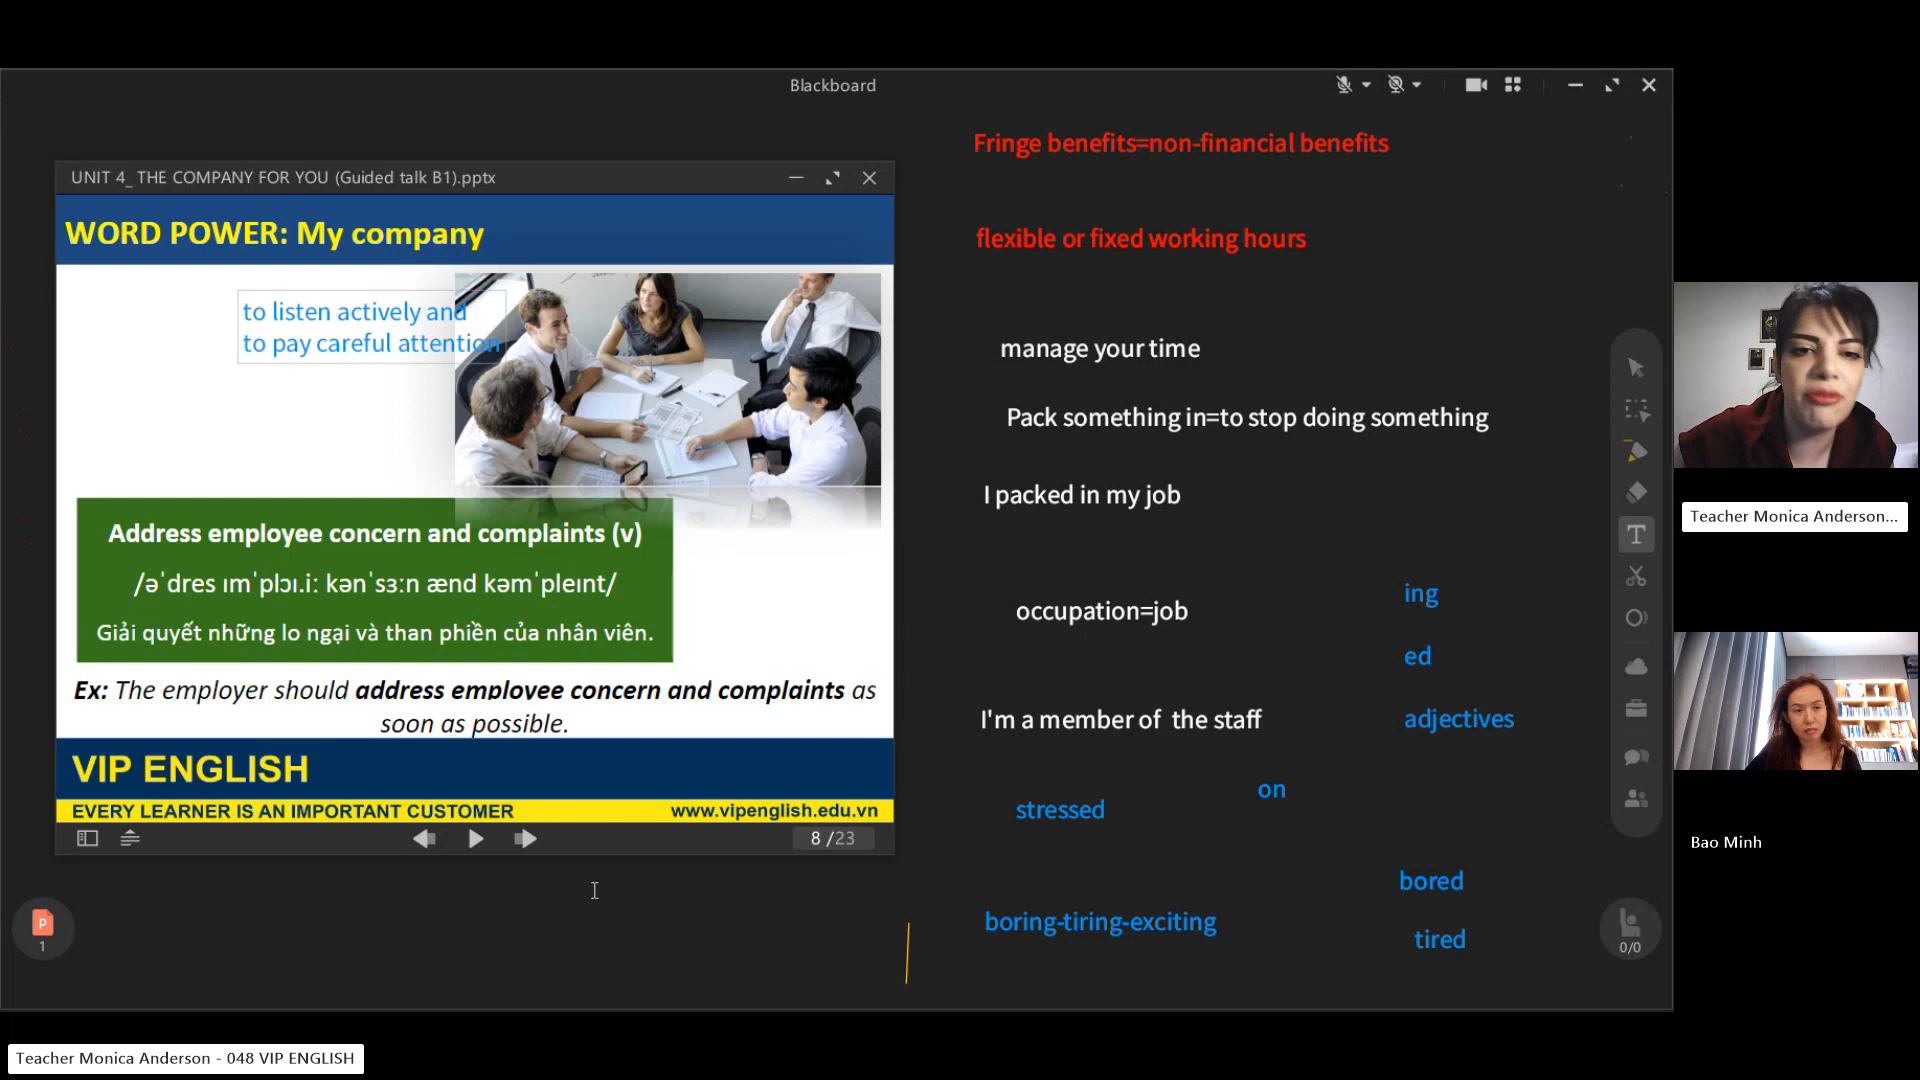 Blackboard
UNIT 4_ THE COMPANY FOR YOU (Guided talk B1).pptx
WORD POWER: My company
to listen actively and
to pay careful attention
Address employee concern and complaints (v)
/əˈdres ɪmˈplɔɪ.iː kənˈsɜːn ænd kəmˈpleɪnt/
Giải quyết những lo ngại và than phiền của nhân viên.
Ex: The employer should address employee concern and complaints as
soon as possible.
VIP ENGLISH
EVERY LEARNER IS AN IMPORTANT CUSTOMER www.vipenglish.edu.vn
8 /23
P
1
Fringe benefits=non-financial benefits
flexible or fixed working hours
manage your time
Pack something in=to stop doing something
I packed in my job
occupation=job
ing
ed
I'm a member of  the staff
adjectives
stressed
on
bored
boring-tiring-exciting
tired
T
0/0
Teacher Monica Anderson...
Bao Minh
Teacher Monica Anderson - 048 VIP ENGLISH